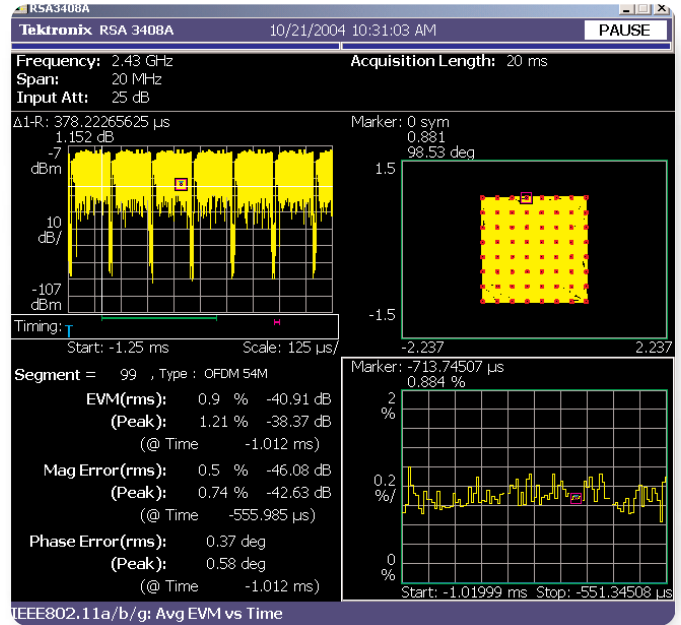 RSA3408A
Tektronix RSA 3408A 10/21/2004 10:31:03 AM PAUSE
Frequency: 2.43 GHz Acquisition Length: 20 ms
Span: 20 MHz
Input Att: 25 dB
Δ1-R: 378.22265625 µs Marker: 0 sym
1.152 dB 0.881
-7 98.53 deg
dBm 1.5
10
dB/
-107
dBm -1.5
Timing: T
Start: -1.25 ms Scale: 125 µs/ -2.237 2.237
Segment = 99 , Type : OFDM 54M Marker: -713.74507 µs
0.884 %
EVM(rms): 0.9 % -40.91 dB 2
(Peak): 1.21 % -38.37 dB %
(@ Time -1.012 ms)
Mag Error(rms): 0.5 % -46.08 dB 0.2
(Peak): 0.74 % -42.63 dB %/
(@ Time -555.985 µs)
Phase Error(rms): 0.37 deg
(Peak): 0.58 deg 0
(@ Time -1.012 ms) %
Start: -1.01999 ms Stop: -551.34508 µs
IEEE802.11a/b/g: Avg EVM vs Time